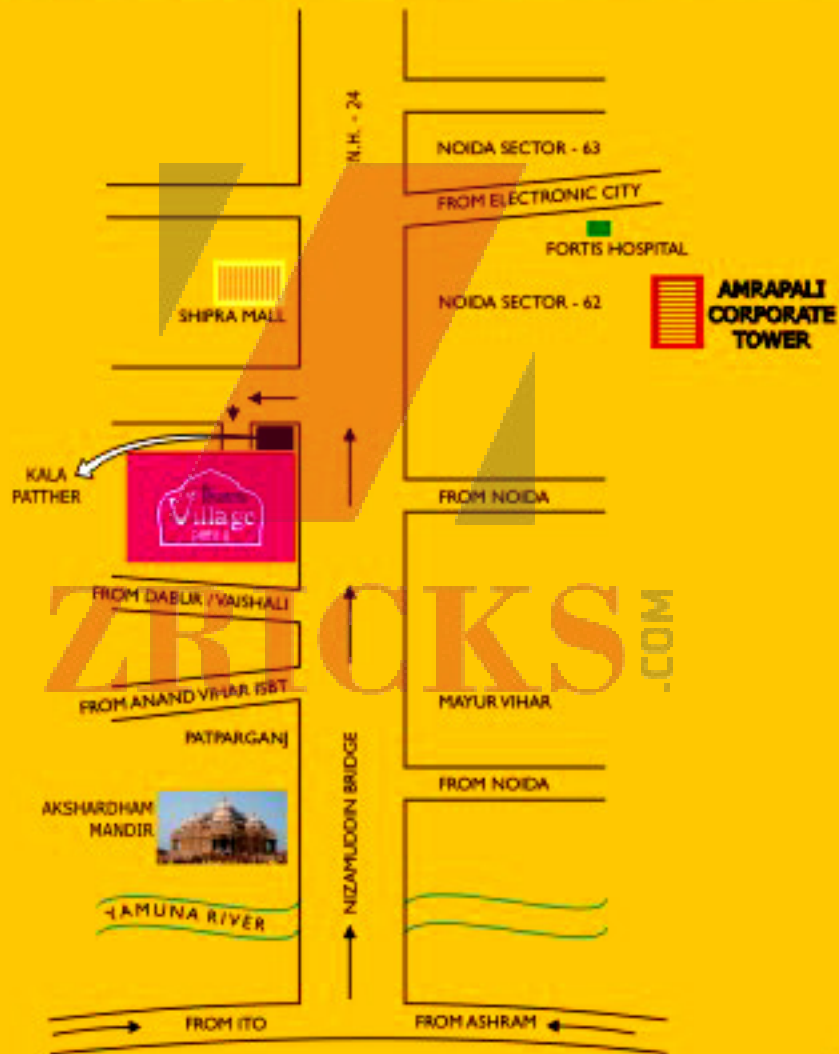 N.H. - 24
NOIDA SECTOR - 63
FROM ELECTRONIC CITY
FORTIS HOSPITAL
SHIPRA MALL
NOIDA SECTOR - 62
AMRAPALI
CORPORATE
TOWER
KALA
PATTHER
Village
FROM NOIDA
FROM DABUR / VAISHALI
ZRICKS.COM
FROM ANAND VIHAR ISBT
MAYUR VIHAR
PATPARGANJ
NIZAMUDDIN BRIDGE
FROM NOIDA
AKSHARDHAM
MANDIR
YAMUNA RIVER
FROM ITO
FROM ASHRAM